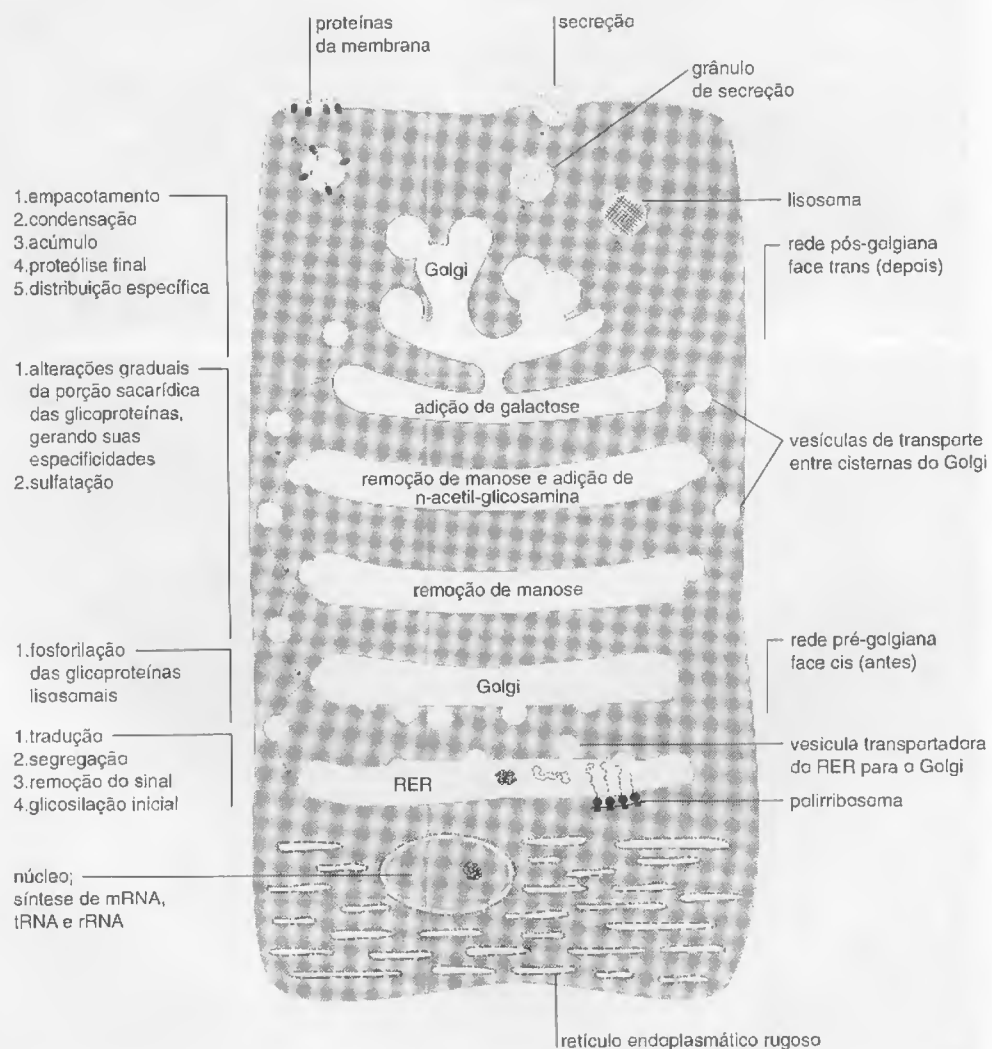 proteínas
da membrana
secreção
grânulo
de secreção
1.empacotamento
2.condensação
3.acúmulo
4.proteólise final
5.distribuição específica
lisosoma
rede pós-golgiana
face trans (depois)
Golgi
1.alterações graduais
da porção sacarídica
das glicoproteínas,
gerando suas
especificidades
2.sulfatação
adição de galactose
vesículas de transporte
entre cisternas do Golgi
remoção de manose e adição de
n-acetil-glicosamina
remoção de manose
1.fosforilação
das glicoproteínas
lisosomais
rede pré-golgiana
face cis (antes)
Golgi
1.tradução
2.segregação
3.remoção do sinal
4.glicosilação inicial
vesícula transportadora
do RER para o Golgi
RER
polirribosoma
núcleo;
síntese de mRNA,
tRNA e rRNA
retículo endoplasmático rugoso